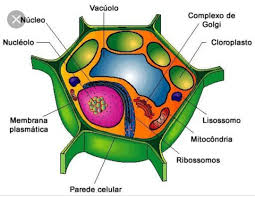 Vacúolo
Núcleo
Complexo de
Golgi
Nucléolo
Cloroplasto
Membrana
plasmática
Lisossomo
Mitocôndria
Ribossomos
Parede celular